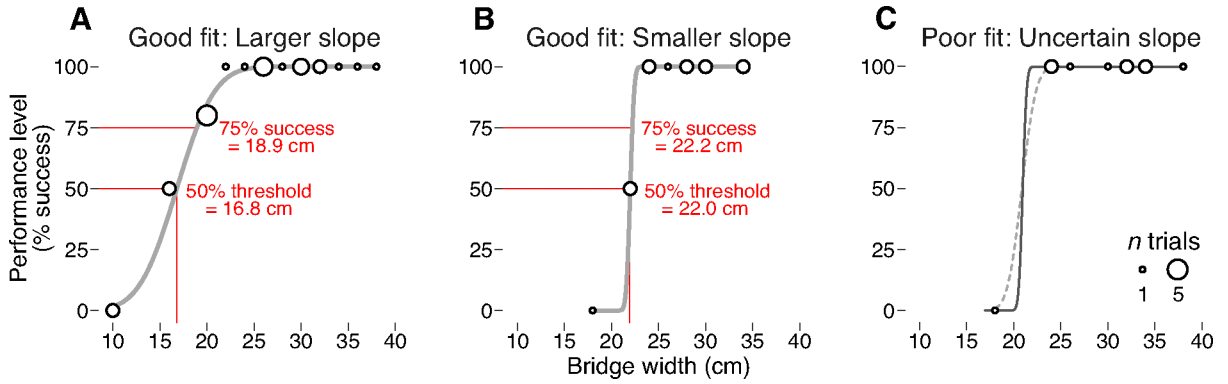 A
Good fit: Larger slope
Performance level
(% success)
100
75
50
25
0
75% success
= 18.9 cm
50% threshold
= 16.8 cm
10 15 20 25 30 35 40
B
Good fit: Smaller slope
100
75
50
25
0
75% success
= 22.2 cm
50% threshold
= 22.0 cm
10 15 20 25 30 35 40
Bridge width (cm)
C
Poor fit: Uncertain slope
100
75
50
25
0
n trials
1 5
10 15 20 25 30 35 40